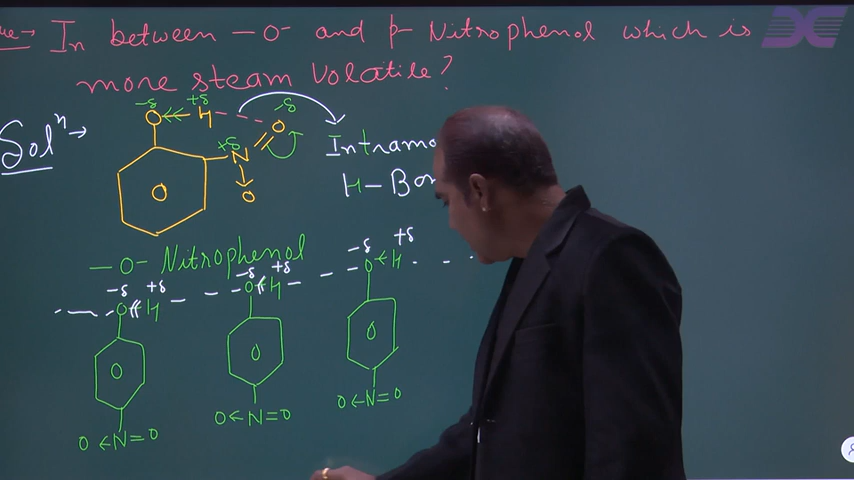 In between -O- and p- Nitrophenol which is
more steam volatile?
Solⁿ→
-δ +δ -δ
O H O
+δ
N
O
O
Intramo
H-Bon
-O- Nitrophenol
-δ +δ -δ +δ -δ +δ
O H O H O H
O O O
O←N=O O←N=O O←N=O